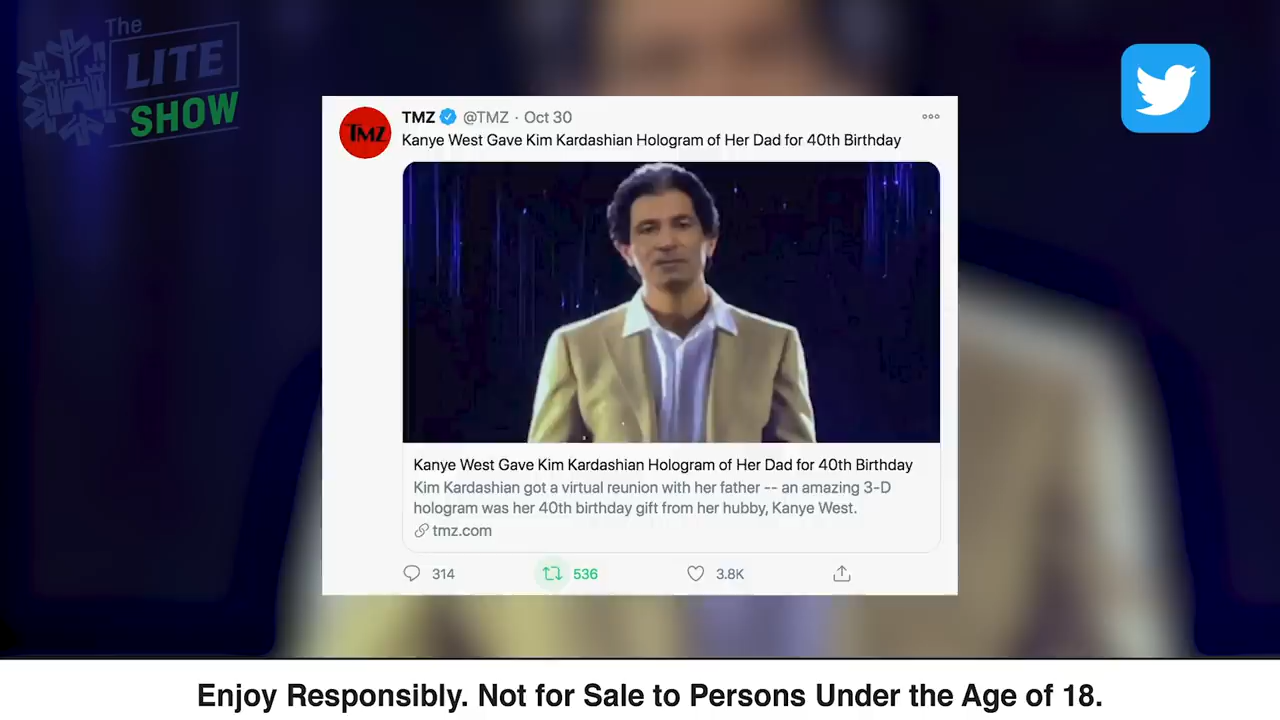 The
LITE
SHOW
TMZ @TMZ · Oct 30
TMZ
Kanye West Gave Kim Kardashian Hologram of Her Dad for 40th Birthday
Kanye West Gave Kim Kardashian Hologram of Her Dad for 40th Birthday
Kim Kardashian got a virtual reunion with her father -- an amazing 3-D
hologram was her 40th birthday gift from her hubby, Kanye West.
tmz.com
314 536 3.8K
Enjoy Responsibly. Not for Sale to Persons Under the Age of 18.